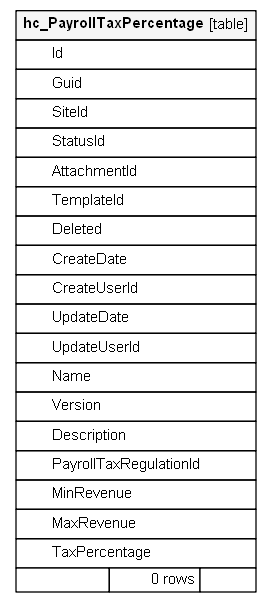 hc_PayrollTaxPercentage [table]
Id
Guid
SiteId
StatusId
AttachmentId
TemplateId
Deleted
CreateDate
CreateUserId
UpdateDate
UpdateUserId
Name
Version
Description
PayrollTaxRegulationId
MinRevenue
MaxRevenue
TaxPercentage
0 rows